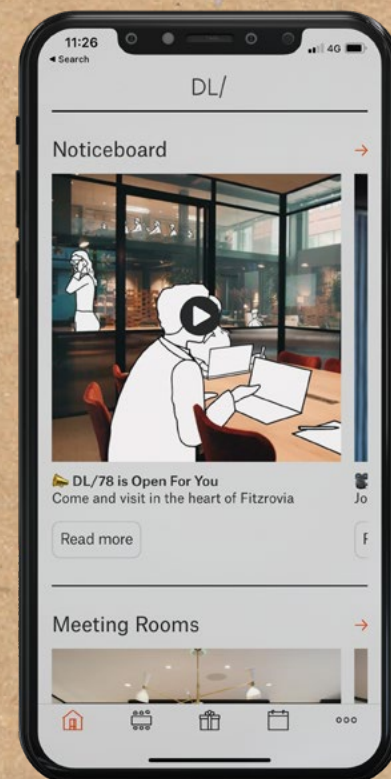 11:26
4G
Search
DL/
Noticeboard
DL/78 is Open For You
Come and visit in the heart of Fitzrovia
Jo
Read more
F
Meeting Rooms